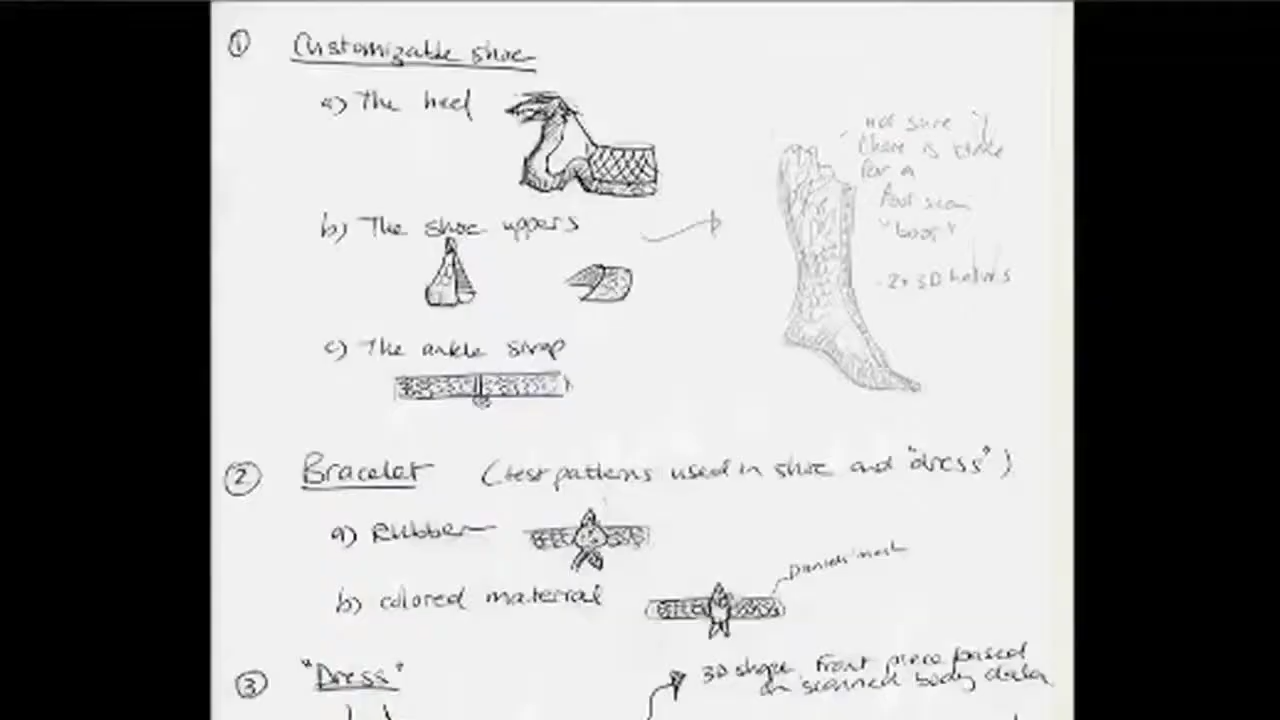 ① Customizable shoe
a) The heel
not sure if
there is time
for a
foot scan
"boot"
b) The shoe uppers
- 2x 3D
c) The ankle strap
② Bracelet (test patterns used in shoe and "dress")
a) Rubber
b) colored material
③ "Dress"
3D shape front piece based
on scanned body data